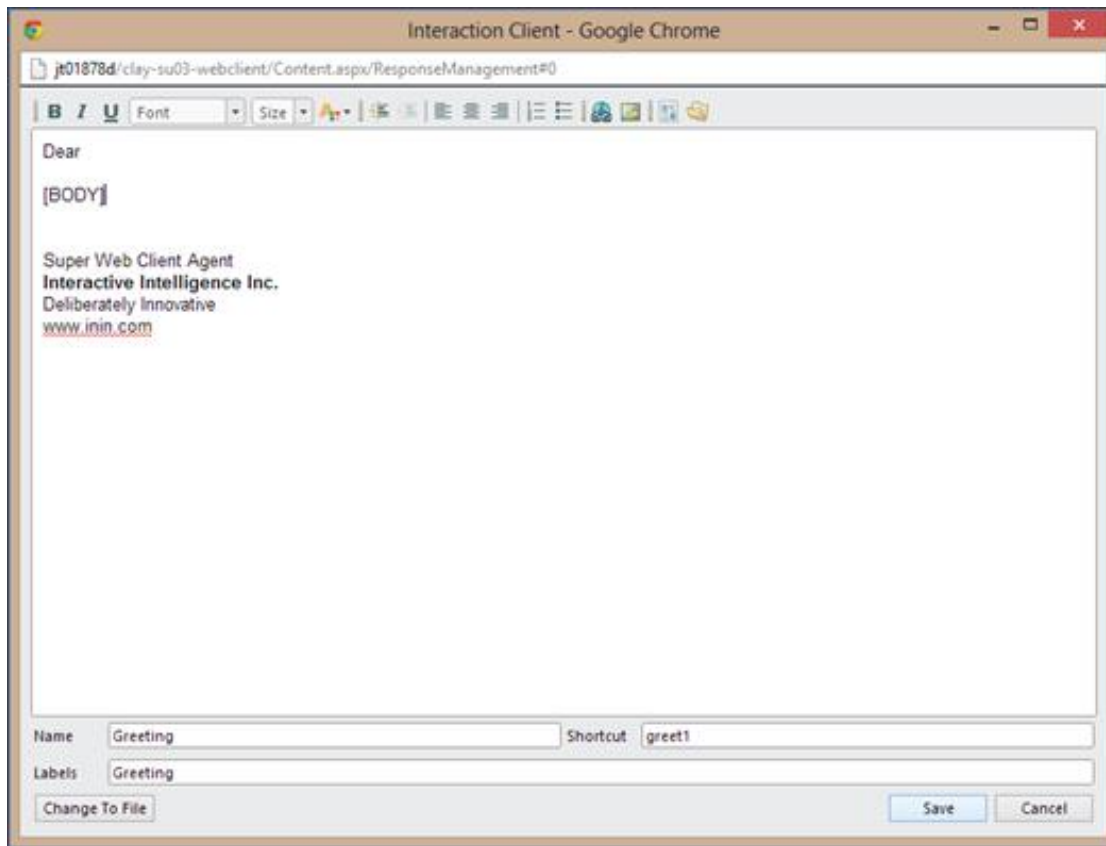 Interaction Client - Google Chrome
jt01878d/clay-su03-webclient/Content.aspx/ResponseManagement#0
B I U Font Size
Dear
[BODY]
Super Web Client Agent
Interactive Intelligence Inc.
Deliberately Innovative
www.inin.com
Name Greeting Shortcut greet1
Labels Greeting
Change To File Save Cancel